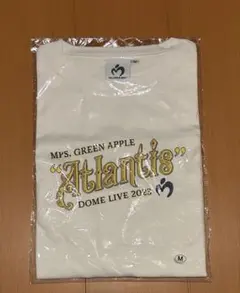 MRS. GREEN APPLE
"Atlantis"
DOME LIVE 2023
M